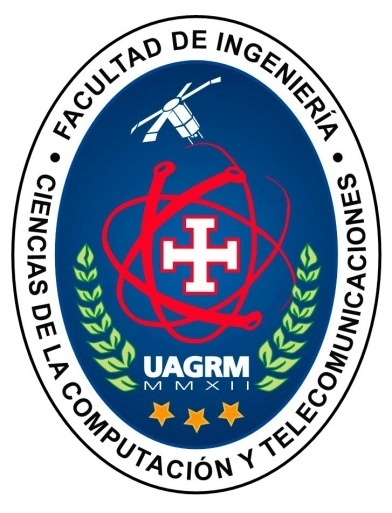 FACULTAD DE INGENIERÍA
• CIENCIAS DE LA COMPUTACIÓN Y TELECOMUNICACIONES •
UAGRM
MMXII